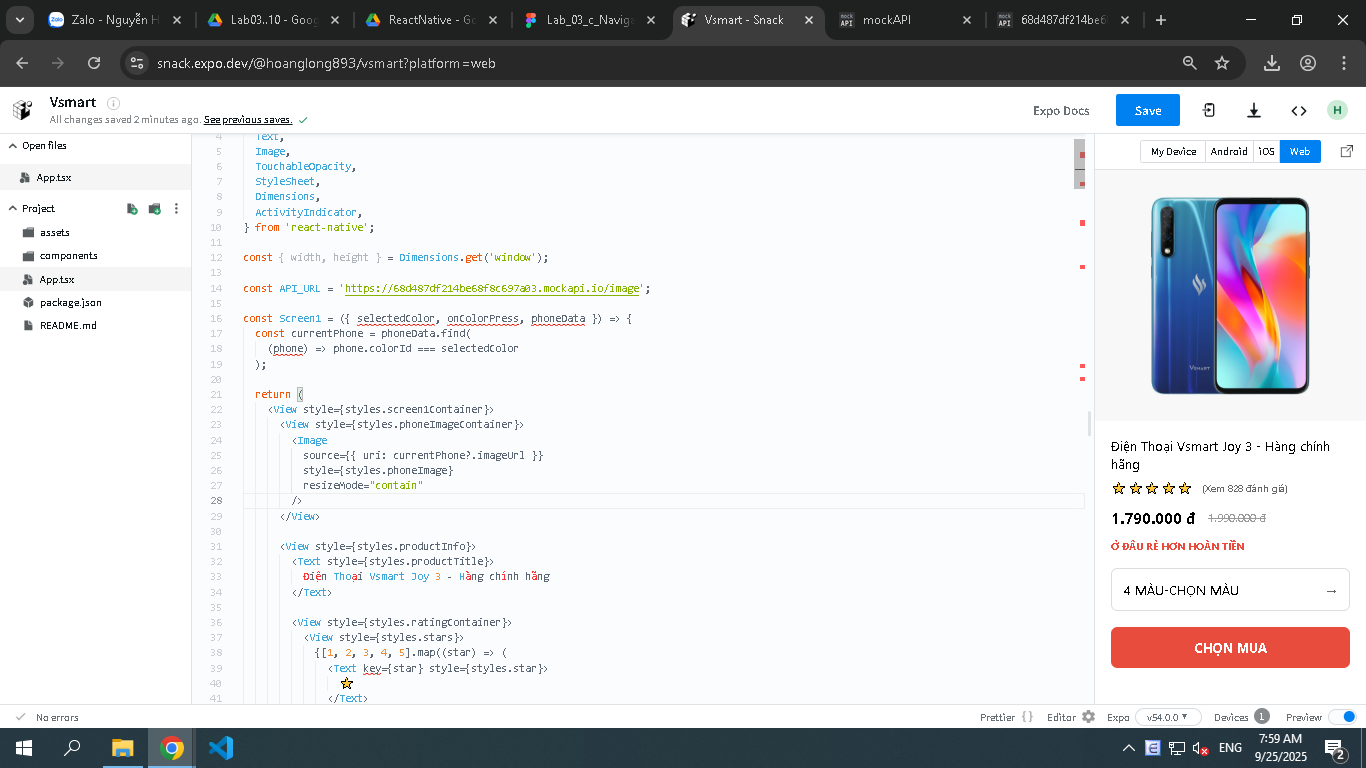 Zalo - Nguyễn H
Lab03..10 - Goog
ReactNative - Go
Lab_03_c_Naviga
Vsmart - Snack
mockAPI
68d487df214be6
snack.expo.dev/@hoanglong893/vsmart?platform=web
Vsmart
All changes saved 2 minutes ago. See previous saves.
Expo Docs
Save
H
Open files
App.tsx
Project
assets
components
App.tsx
package.json
README.md
4 Text,
5 Image,
6 TouchableOpacity,
7 StyleSheet,
8 Dimensions,
9 ActivityIndicator,
10 } from 'react-native';
11
12 const { width, height } = Dimensions.get('window');
13
14 const API_URL = 'https://68d487df214be68f8c697a03.mockapi.io/image';
15
16 const Screen1 = ({ selectedColor, onColorPress, phoneData }) => {
17 const currentPhone = phoneData.find(
18 (phone) => phone.colorId === selectedColor
19 );
20
21 return (
22 <View style={styles.screen1Container}>
23 <View style={styles.phoneImageContainer}>
24 <Image
25 source={{ uri: currentPhone?.imageUrl }}
26 style={styles.phoneImage}
27 resizeMode="contain"
28 />
29 </View>
30
31 <View style={styles.productInfo}>
32 <Text style={styles.productTitle}>
33 Điện Thoại Vsmart Joy 3 - Hàng chính hãng
34 </Text>
35
36 <View style={styles.ratingContainer}>
37 <View style={styles.stars}>
38 {[1, 2, 3, 4, 5].map((star) => (
39 <Text key={star} style={styles.star}>
40 ⭐
41 </Text>
My Device
Android
iOS
Web
VSMART
Điện Thoại Vsmart Joy 3 - Hàng chính
hãng
⭐⭐⭐⭐⭐ (Xem 828 đánh giá)
1.790.000 đ 1.990.000 đ
Ở ĐÂU RẺ HƠN HOÀN TIỀN
4 MÀU-CHỌN MÀU →
CHỌN MUA
No errors
Prettier {}
Editor
Expo
v54.0.0
Devices 1
Preview
ENG
7:59 AM
9/25/2025
2